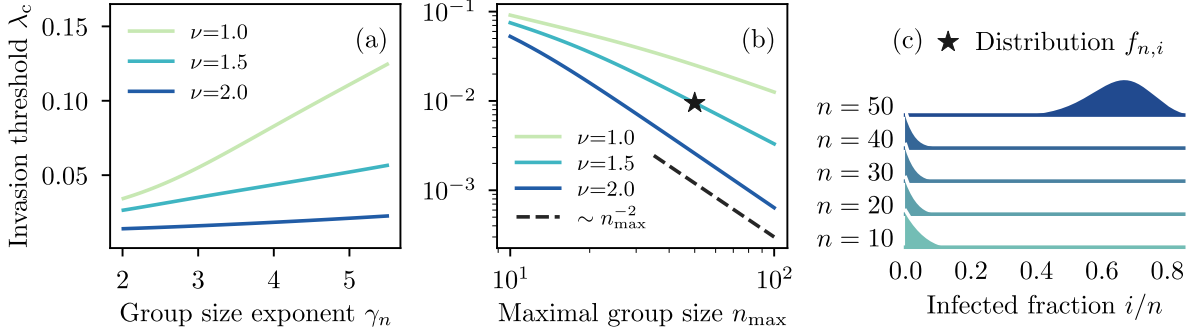 Invasion threshold λc
0.15
0.10
0.05
2 3 4 5
Group size exponent γn
ν=1.0
ν=1.5
ν=2.0
(a)
10−1
10−2
10−3
101 102
Maximal group size nmax
(b)
ν=1.0
ν=1.5
ν=2.0
∼ nmax−2
(c) ★ Distribution fn,i
n = 50
n = 40
n = 30
n = 20
n = 10
0.0 0.2 0.4 0.6 0.8
Infected fraction i/n